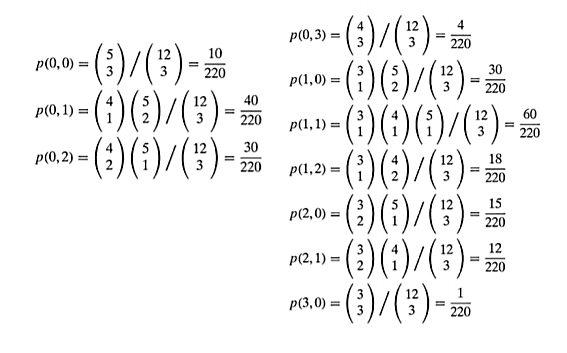 p(0,0) = (5 3) / (12 3) = 10/220
p(0,1) = (4 1) (5 2) / (12 3) = 40/220
p(0,2) = (4 2) (5 1) / (12 3) = 30/220
p(0,3) = (4 3) / (12 3) = 4/220
p(1,0) = (3 1) (5 2) / (12 3) = 30/220
p(1,1) = (3 1) (4 1) (5 1) / (12 3) = 60/220
p(1,2) = (3 1) (4 2) / (12 3) = 18/220
p(2,0) = (3 2) (5 1) / (12 3) = 15/220
p(2,1) = (3 2) (4 1) / (12 3) = 12/220
p(3,0) = (3 3) / (12 3) = 1/220